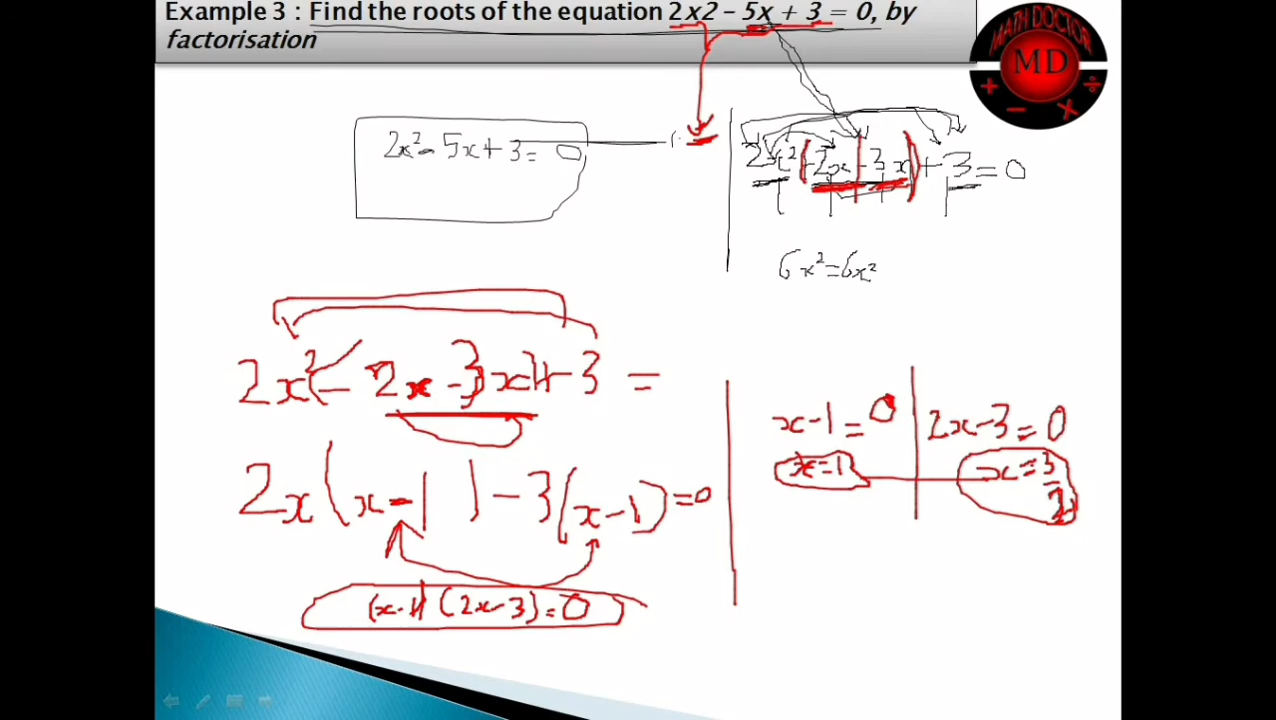 Example 3 : Find the roots of the equation 2x2 – 5x + 3 = 0, by
factorisation
MATH DOCTOR
MD
+ − × ÷
2x² - 5x + 3 = 0
2x² (-2x - 3x) + 3 = 0
6x² = 6x²
2x² (- 2x - 3x) + 3 =
2x (x - 1) - 3 (x - 1) = 0
(x - 1) (2x - 3) = 0
x - 1 = 0
x = 1
2x - 3 = 0
x = 3/2